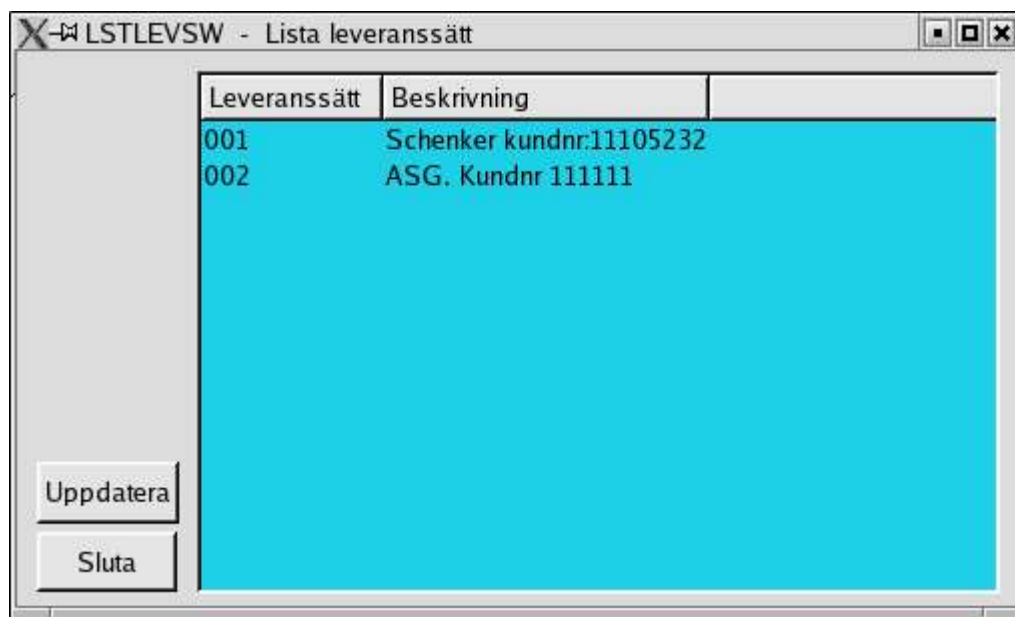 LSTLEVSW - Lista leveranssätt
Leveranssätt Beskrivning
001 Schenker kundnr:11105232
002 ASG. Kundnr 111111
Uppdatera
Sluta